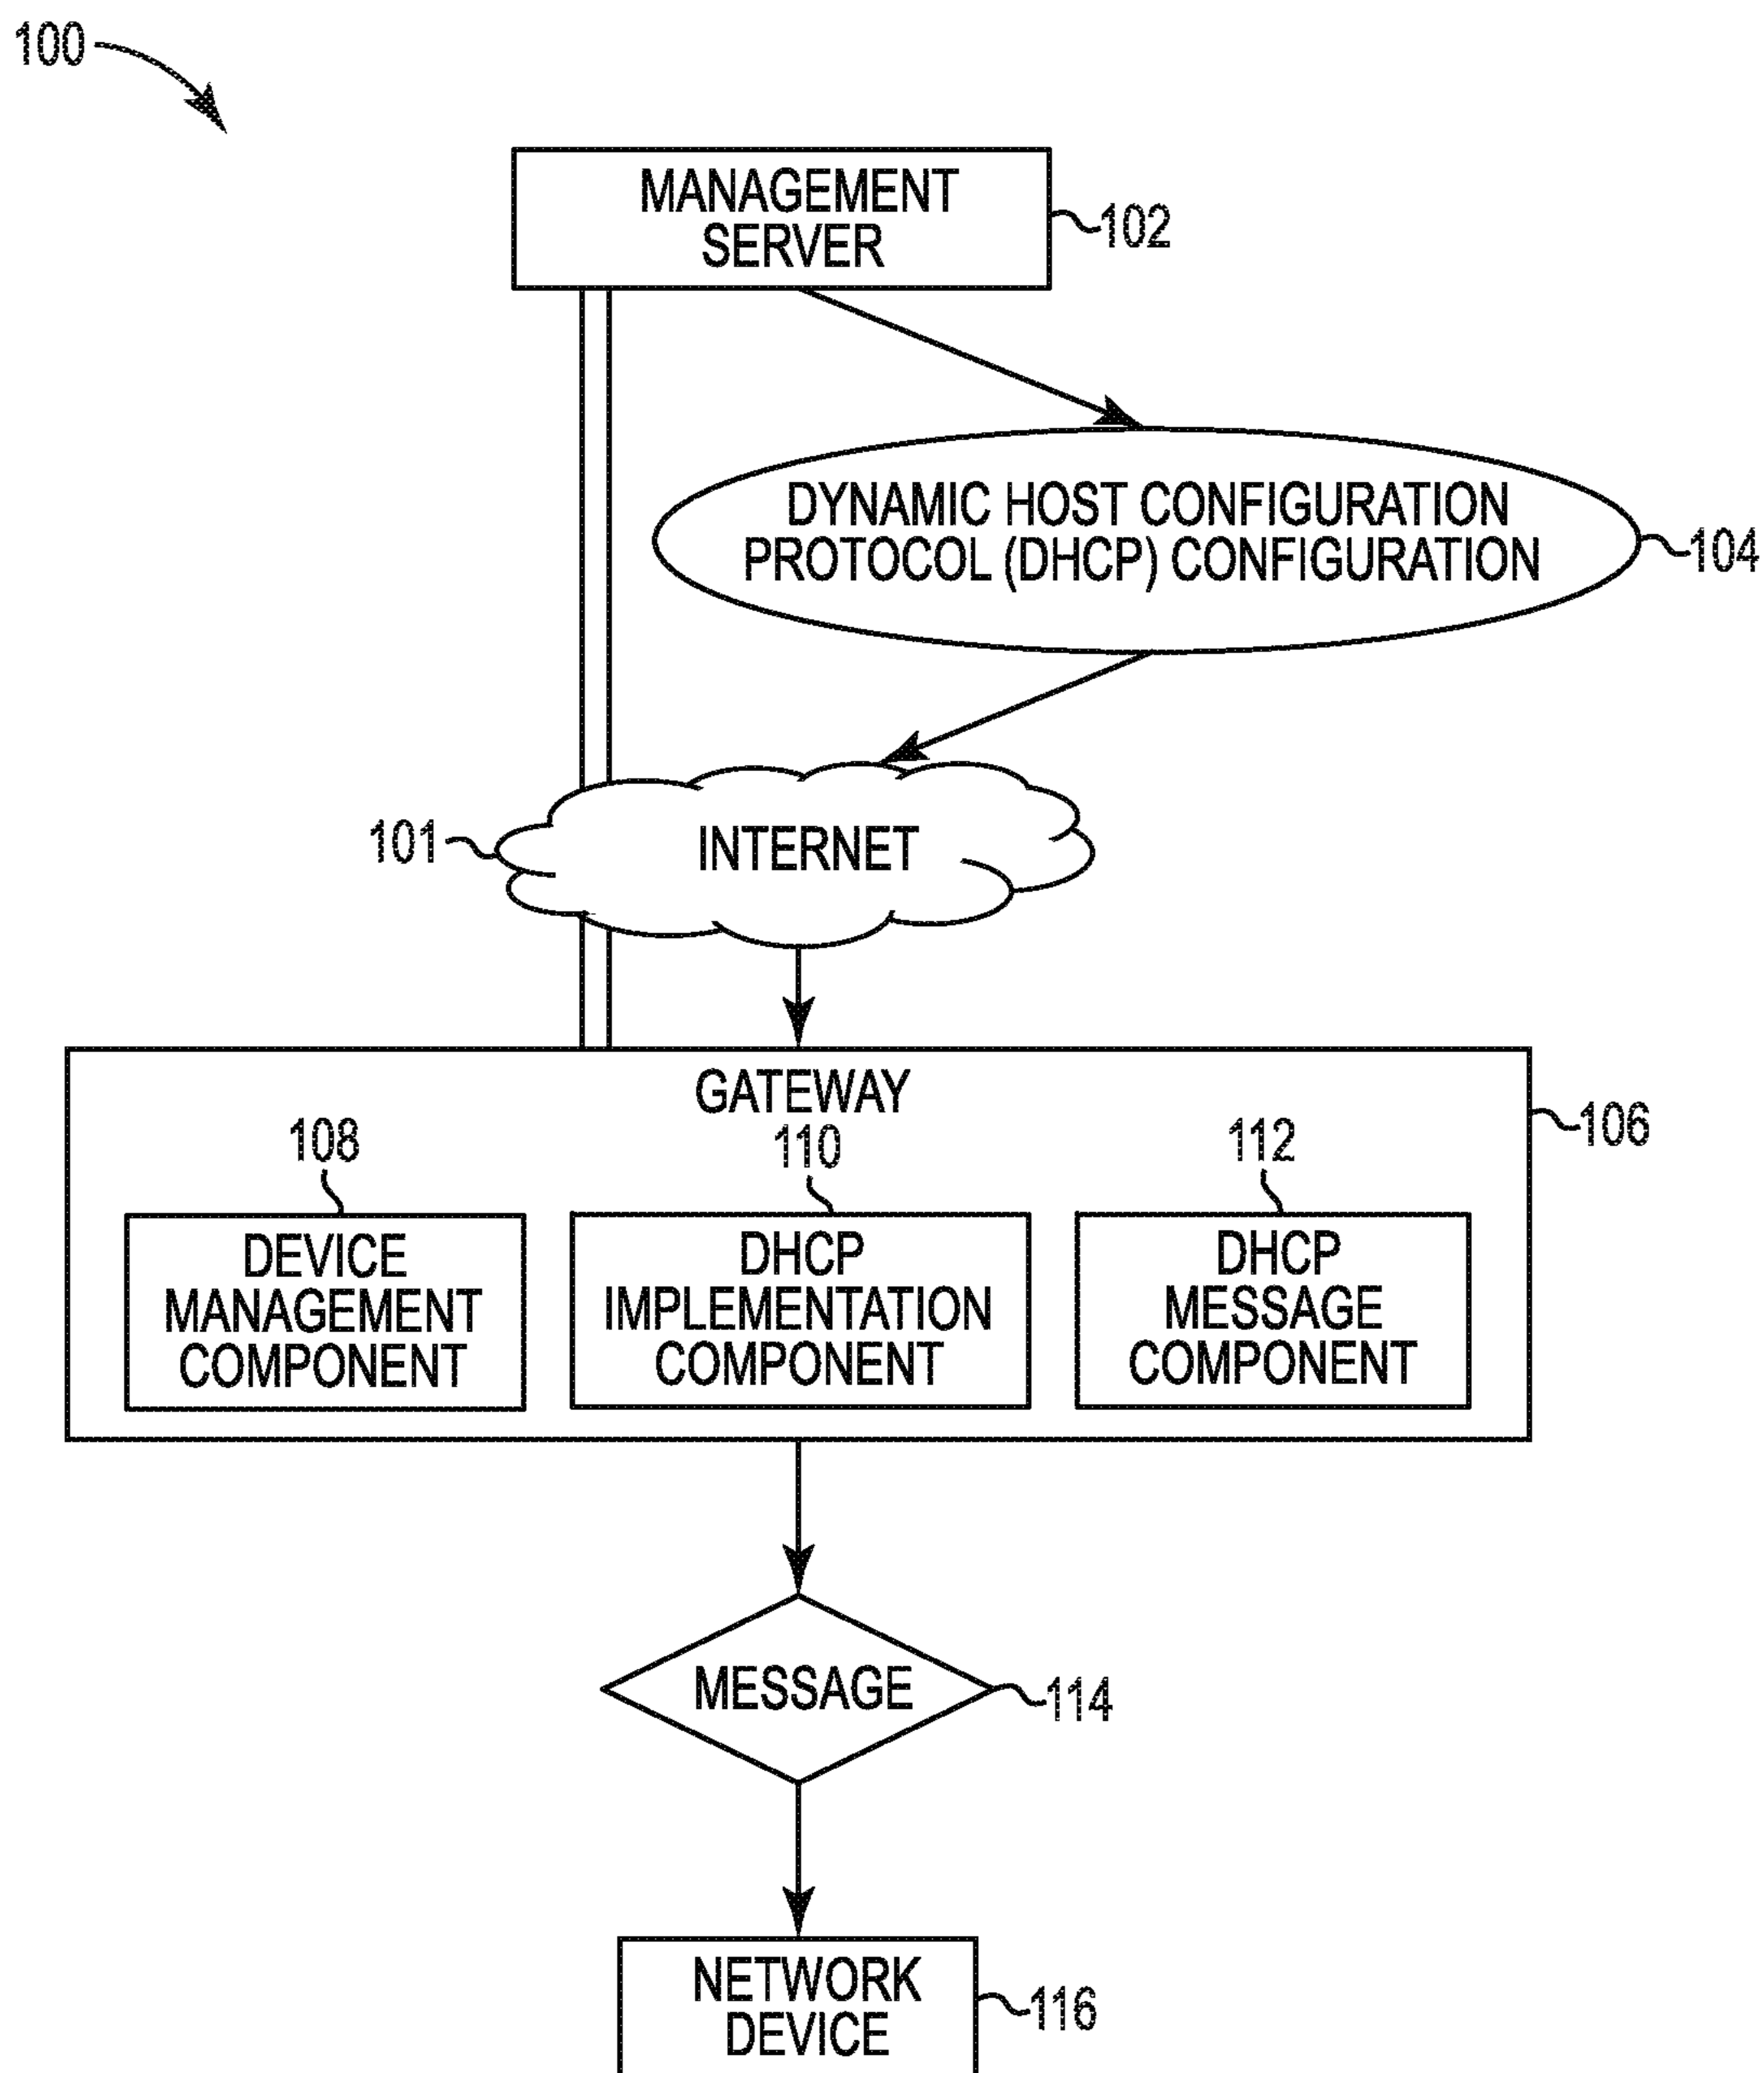 100
MANAGEMENT
SERVER
102
DYNAMIC HOST CONFIGURATION
PROTOCOL (DHCP) CONFIGURATION
104
101
INTERNET
GATEWAY
106
108
110
112
DEVICE
MANAGEMENT
COMPONENT
DHCP
IMPLEMENTATION
COMPONENT
DHCP
MESSAGE
COMPONENT
MESSAGE
114
NETWORK
DEVICE
116